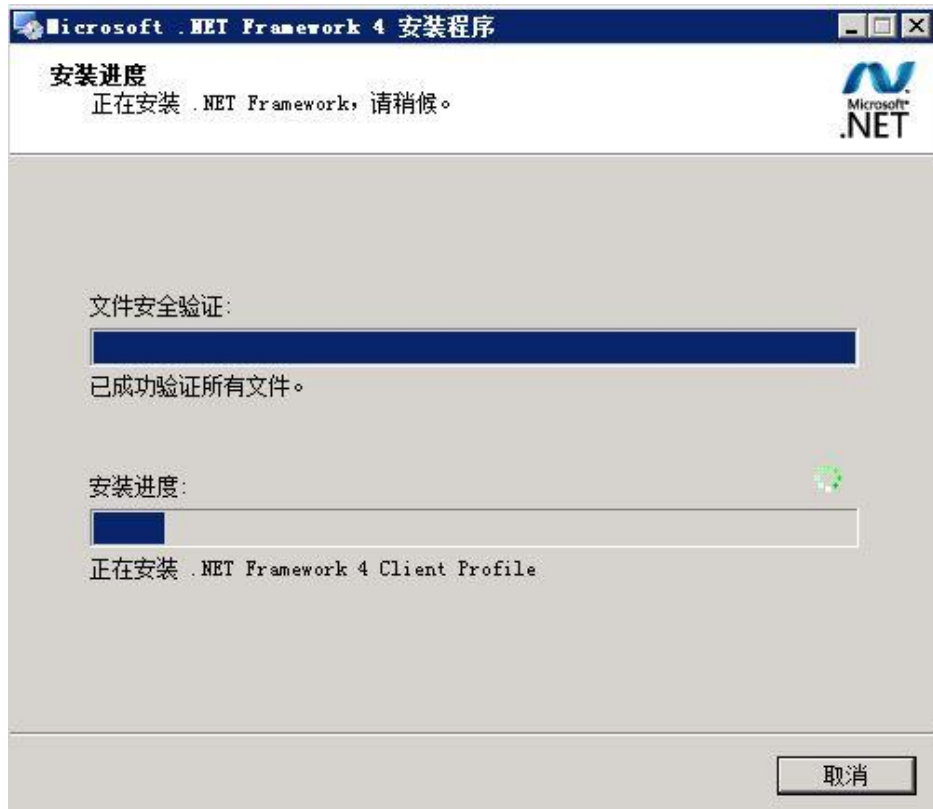 Microsoft .NET Framework 4 安装程序
安装进度
正在安装 .NET Framework，请稍候。
Microsoft®
.NET
文件安全验证:
已成功验证所有文件。
安装进度:
正在安装 .NET Framework 4 Client Profile
取消